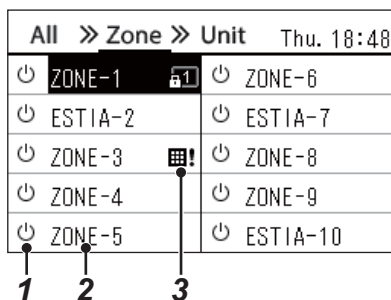 All » Zone » Unit Thu. 18:48
ZONE-1 1 ZONE-6
ESTIA-2 ESTIA-7
ZONE-3 ! ZONE-8
ZONE-4 ZONE-9
ZONE-5 ESTIA-10
1 2 3